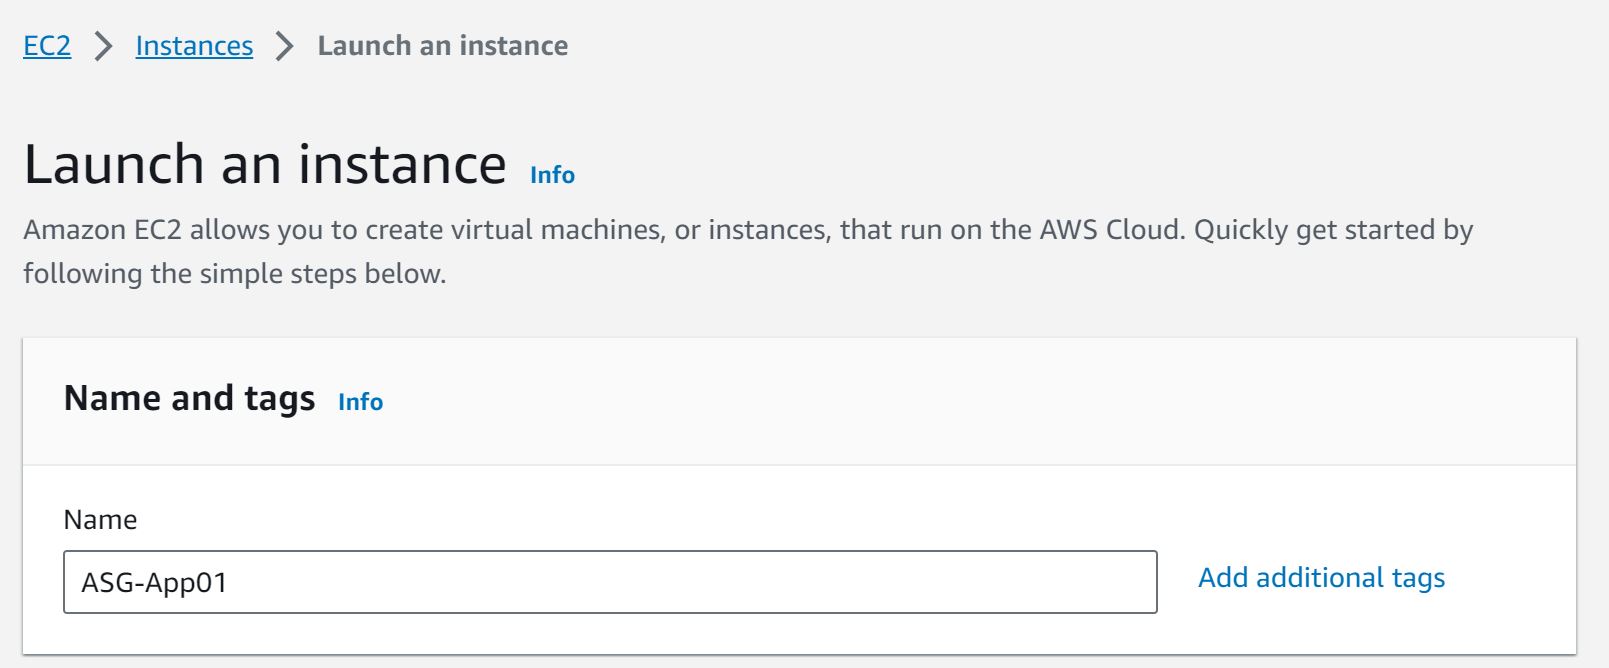 EC2 > Instances > Launch an instance
Launch an instance Info
Amazon EC2 allows you to create virtual machines, or instances, that run on the AWS Cloud. Quickly get started by
following the simple steps below.
Name and tags Info
Name
ASG-App01 Add additional tags